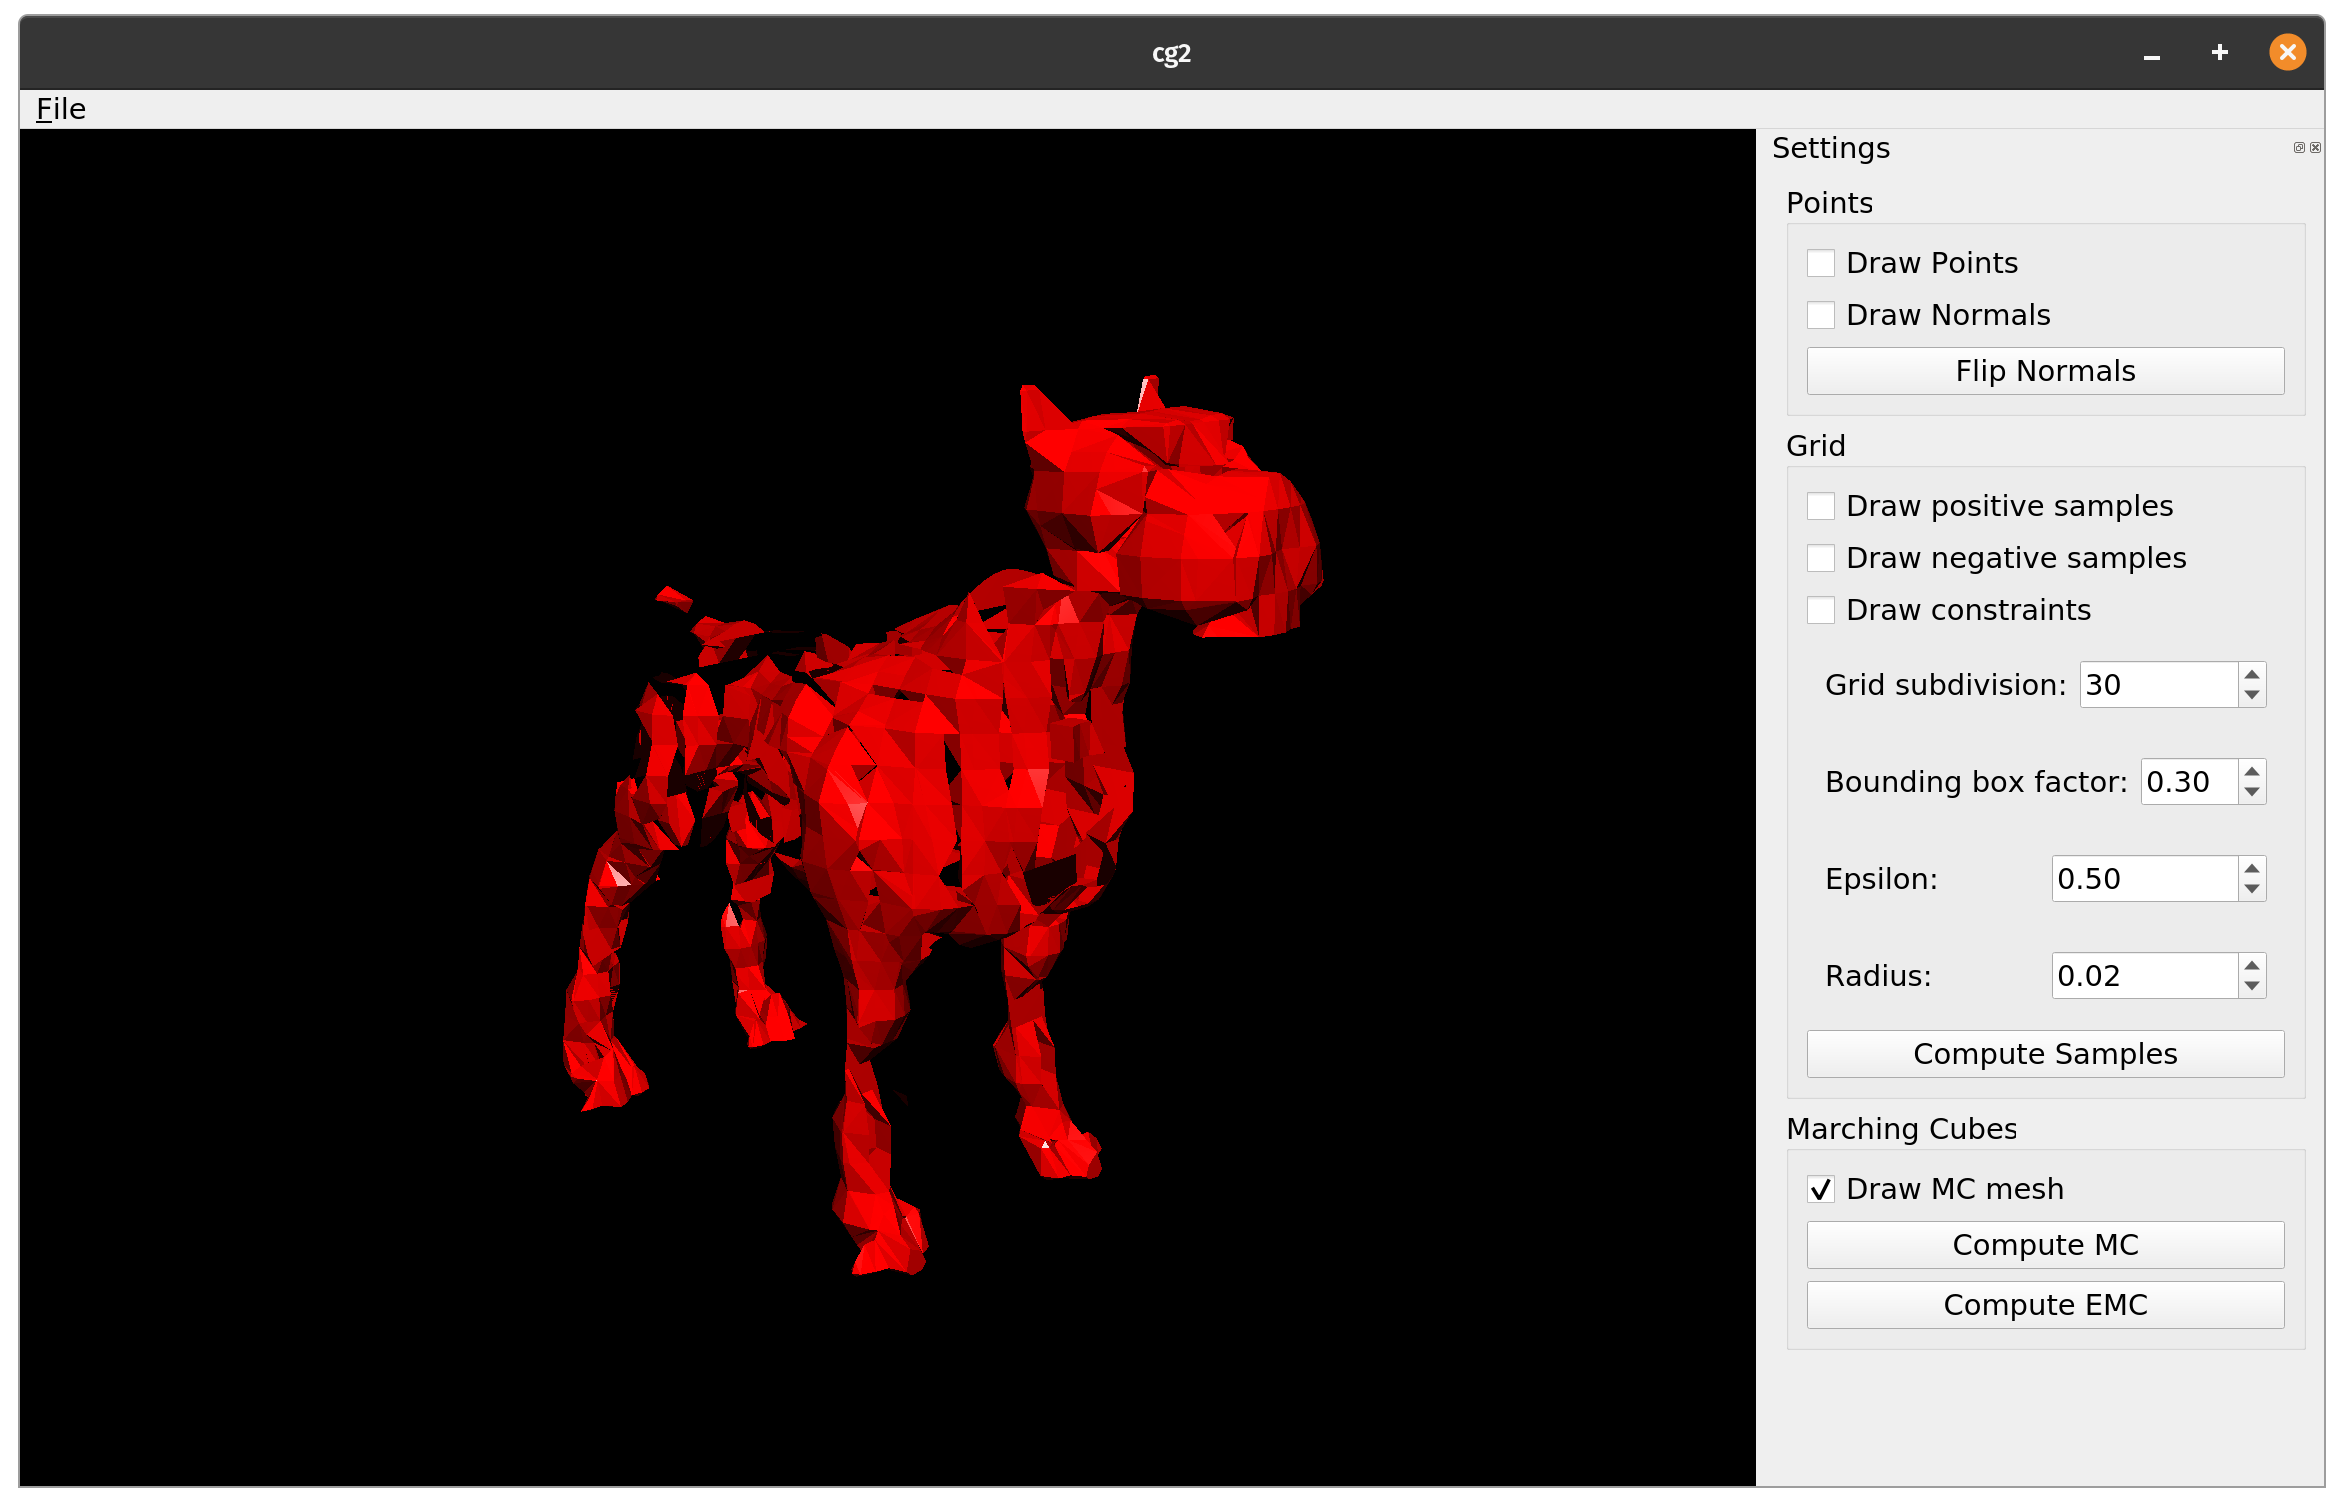 cg2
File
Settings
Points
Draw Points
Draw Normals
Flip Normals
Grid
Draw positive samples
Draw negative samples
Draw constraints
Grid subdivision: 30
Bounding box factor: 0.30
Epsilon: 0.50
Radius: 0.02
Compute Samples
Marching Cubes
Draw MC mesh
Compute MC
Compute EMC